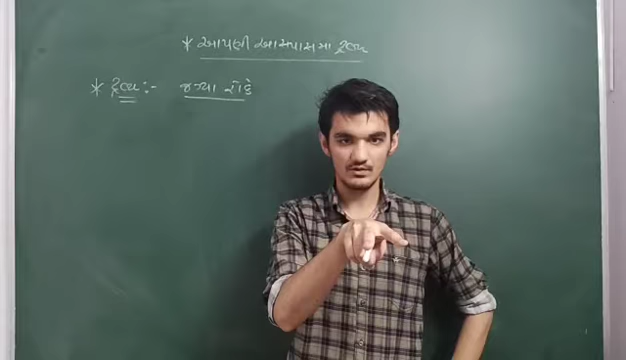 * આપણી આસપાસમાં દ્રવ્ય
* દ્રવ્ય :- જગ્યા રોકે